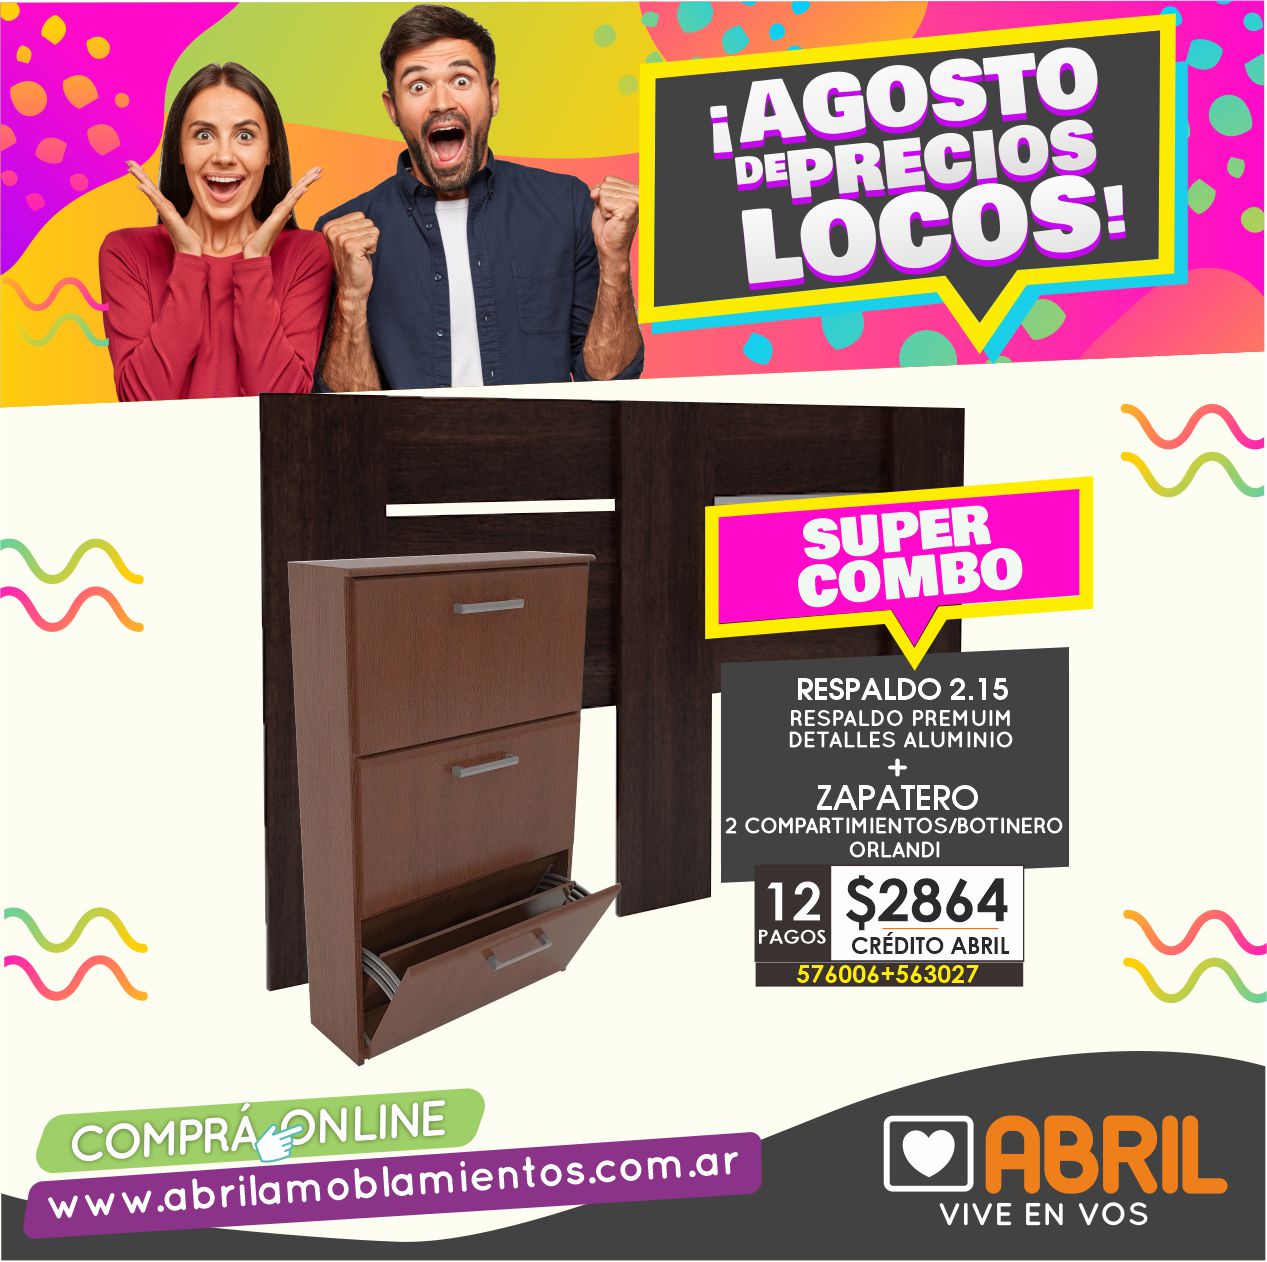 ¡AGOSTO
DE PRECIOS
LOCOS!
SUPER
COMBO
RESPALDO 2.15
RESPALDO PREMUIM
DETALLES ALUMINIO
+
ZAPATERO
2 COMPARTIMIENTOS/BOTINERO
ORLANDI
12
PAGOS
$2864
CRÉDITO ABRIL
576006+563027
COMPRÁ ONLINE
www.abrilamoblamientos.com.ar
ABRIL
VIVE EN VOS